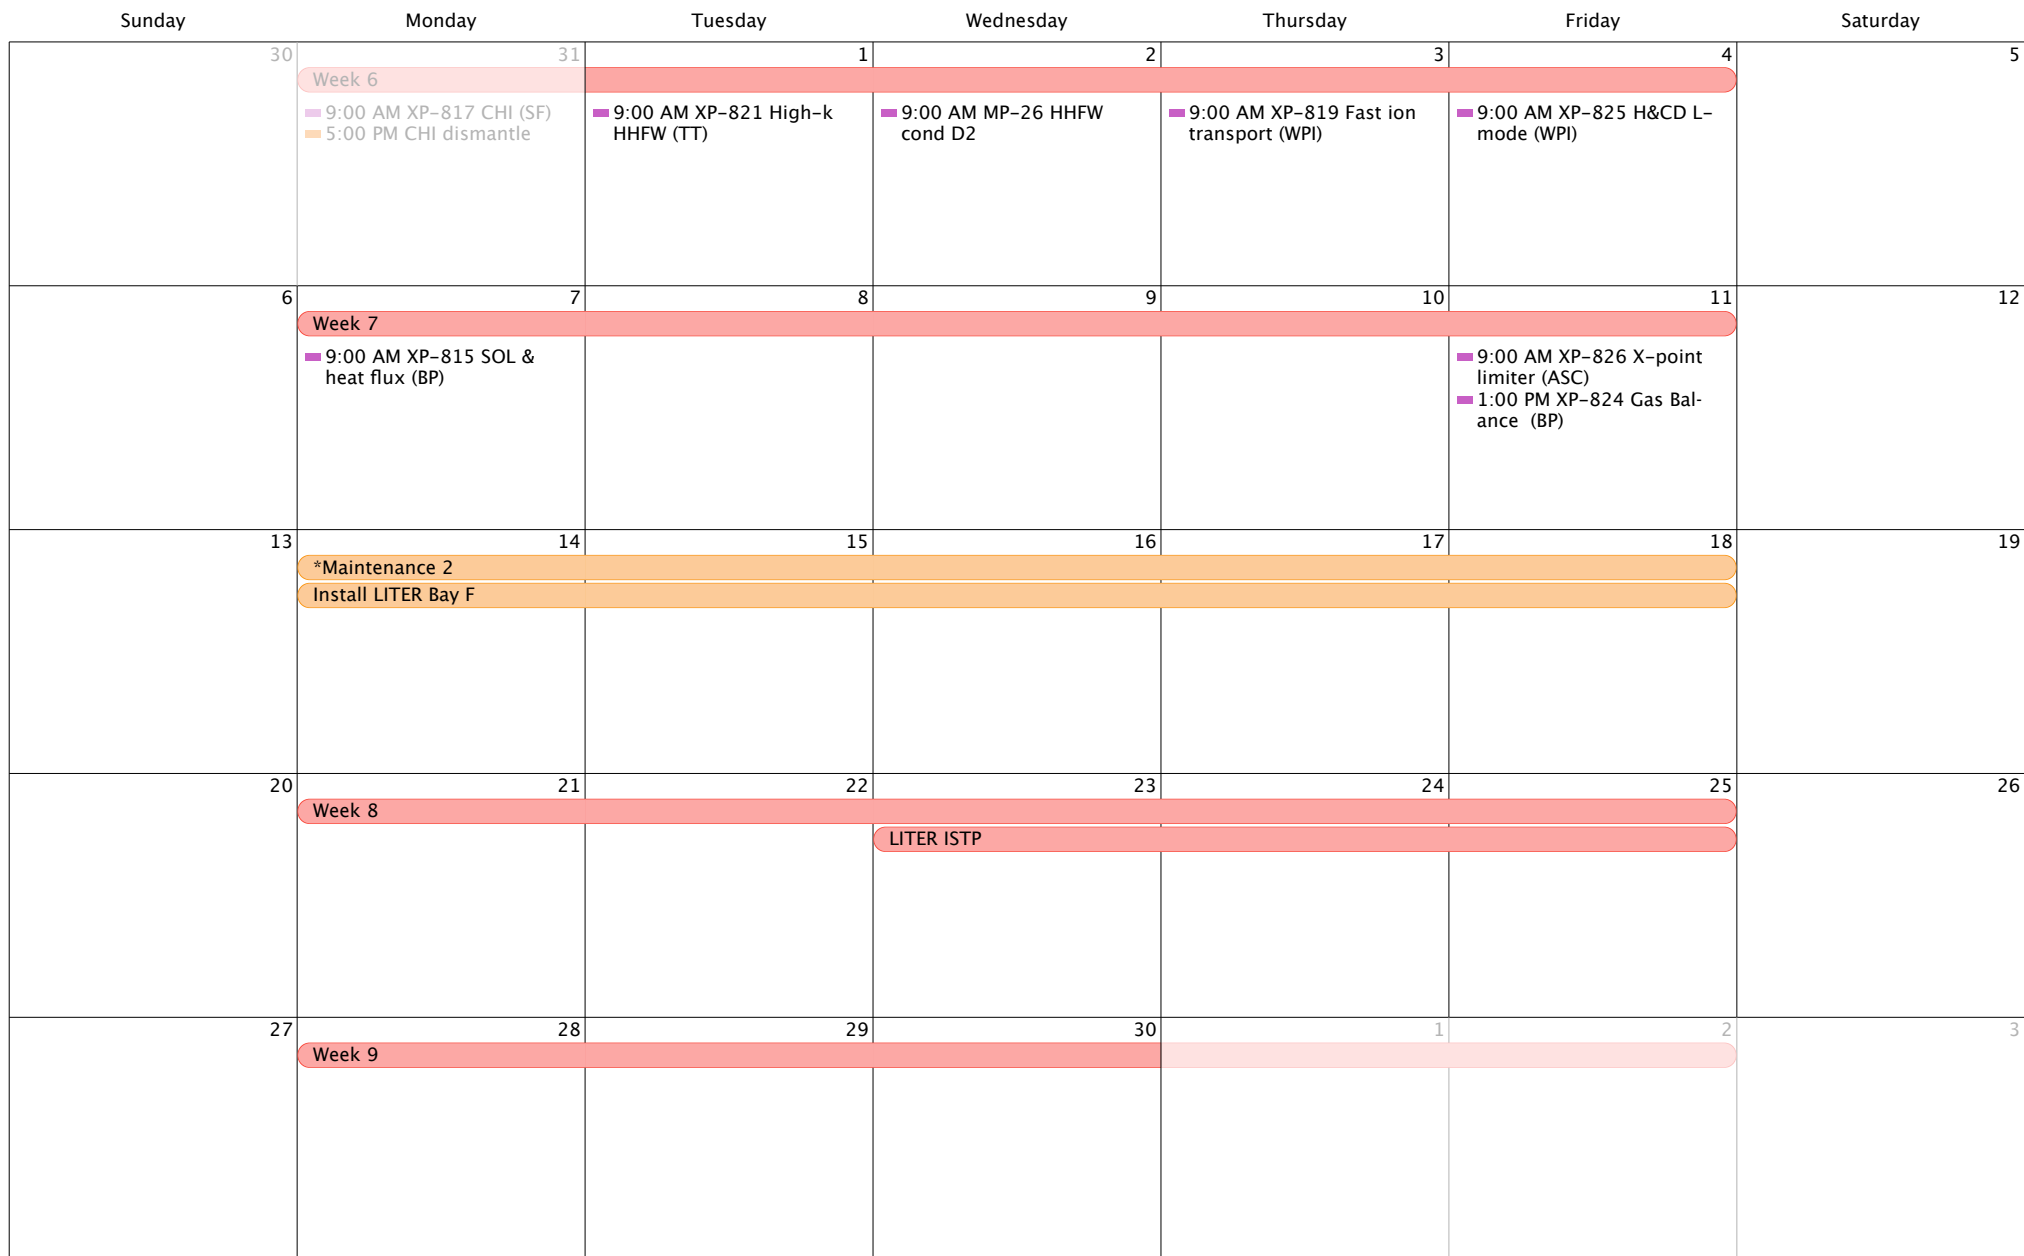 Sunday Monday Tuesday Wednesday Thursday Friday Saturday
30 31 1 2 3 4 5
Week 6
9:00 AM XP-817 CHI (SF)
5:00 PM CHI dismantle
9:00 AM XP-821 High-k
HHFW (TT)
9:00 AM MP-26 HHFW
cond D2
9:00 AM XP-819 Fast ion
transport (WPI)
9:00 AM XP-825 H&CD L-
mode (WPI)
6 7 8 9 10 11 12
Week 7
9:00 AM XP-815 SOL &
heat flux (BP)
9:00 AM XP-826 X-point
limiter (ASC)
1:00 PM XP-824 Gas Bal-
ance (BP)
13 14 15 16 17 18 19
*Maintenance 2
Install LITER Bay F
20 21 22 23 24 25 26
Week 8
LITER ISTP
27 28 29 30 1 2 3
Week 9